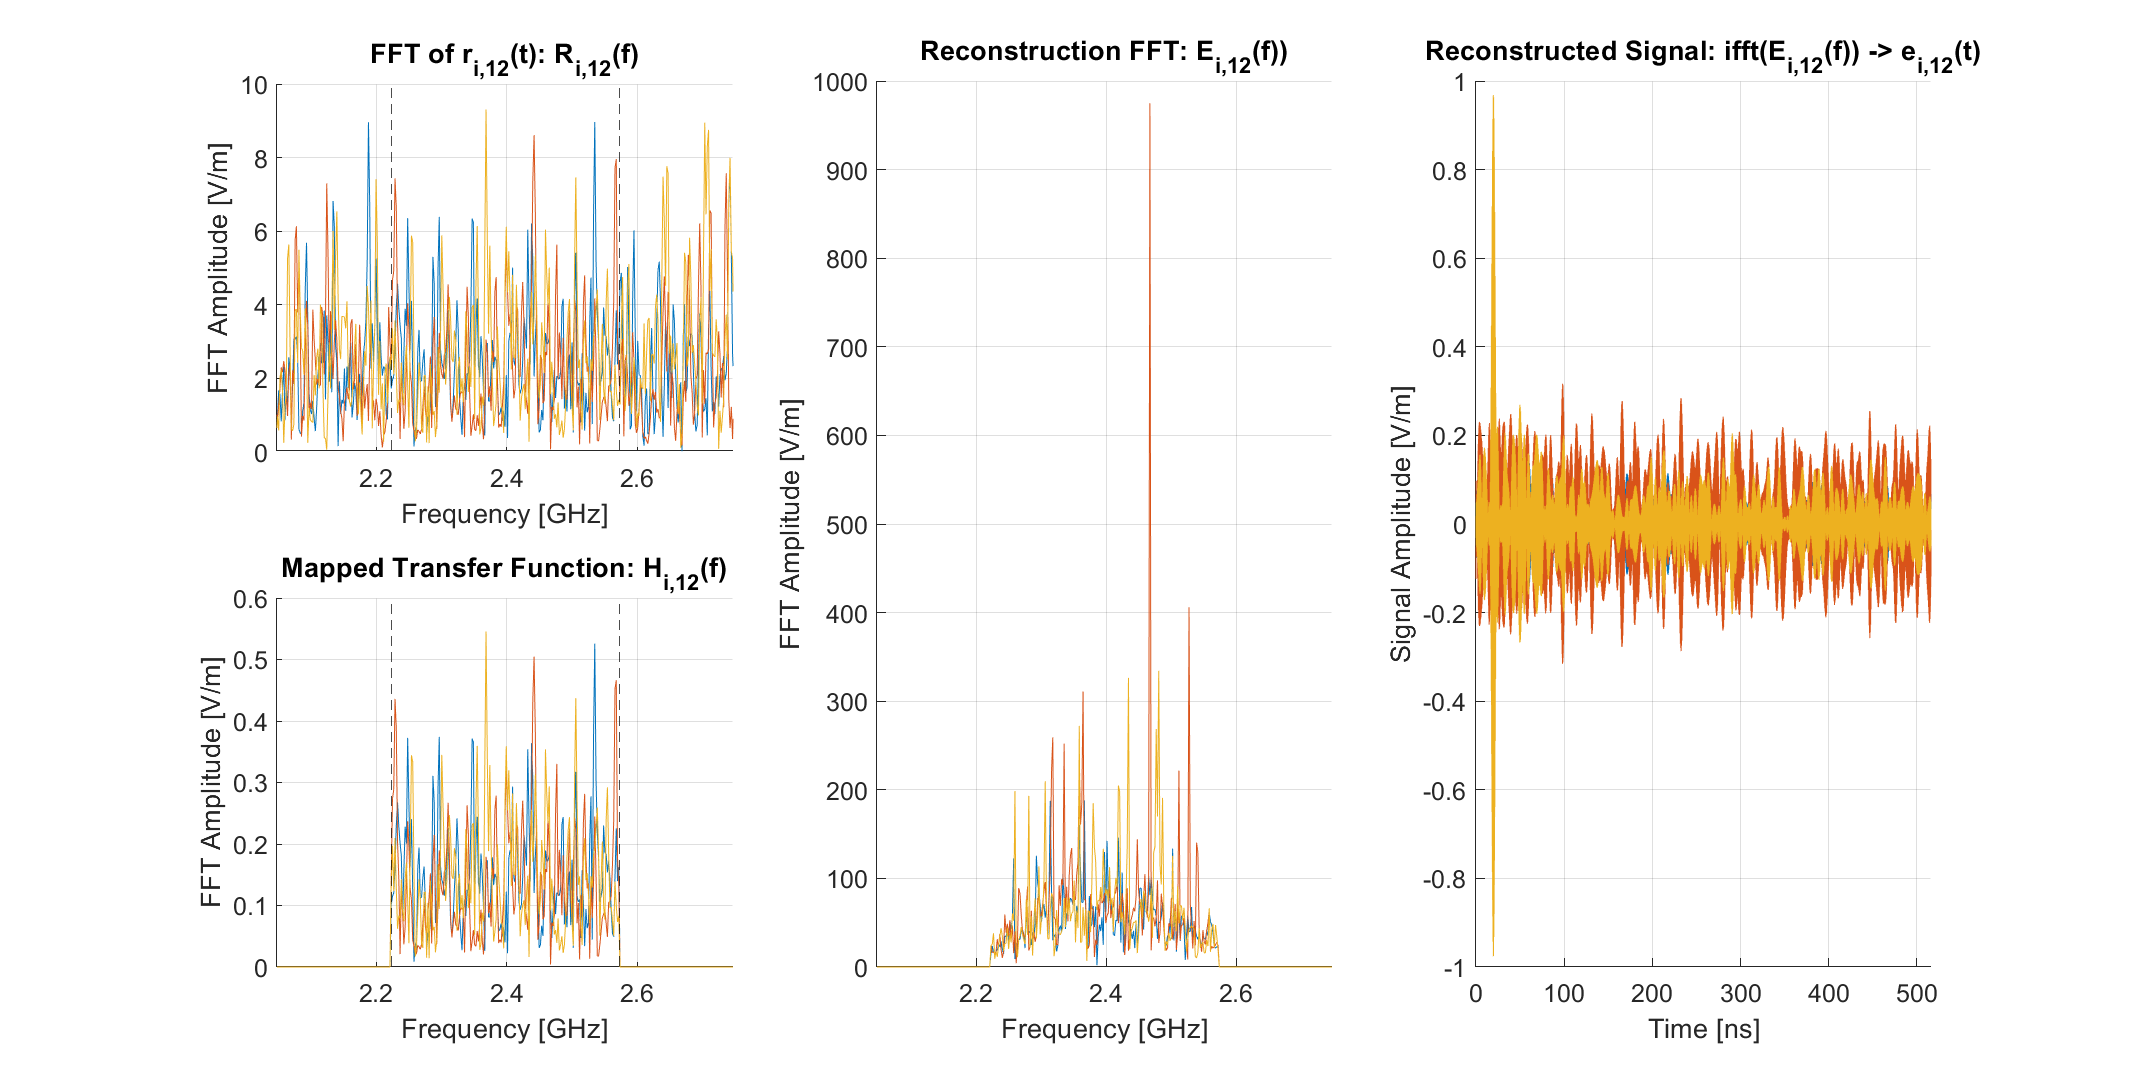 FFT of r_{i,12}(t): R_{i,12}(f)
10
8
6
4
2
0
FFT Amplitude [V/m]
2.2 2.4 2.6
Frequency [GHz]
Mapped Transfer Function: H_{i,12}(f)
0.6
0.5
0.4
0.3
0.2
0.1
0
FFT Amplitude [V/m]
2.2 2.4 2.6
Frequency [GHz]
Reconstruction FFT: E_{i,12}(f))
1000
900
800
700
600
500
400
300
200
100
0
FFT Amplitude [V/m]
2.2 2.4 2.6
Frequency [GHz]
Reconstructed Signal: ifft(E_{i,12}(f)) -> e_{i,12}(t)
1
0.8
0.6
0.4
0.2
0
-0.2
-0.4
-0.6
-0.8
-1
Signal Amplitude [V/m]
0 100 200 300 400 500
Time [ns]